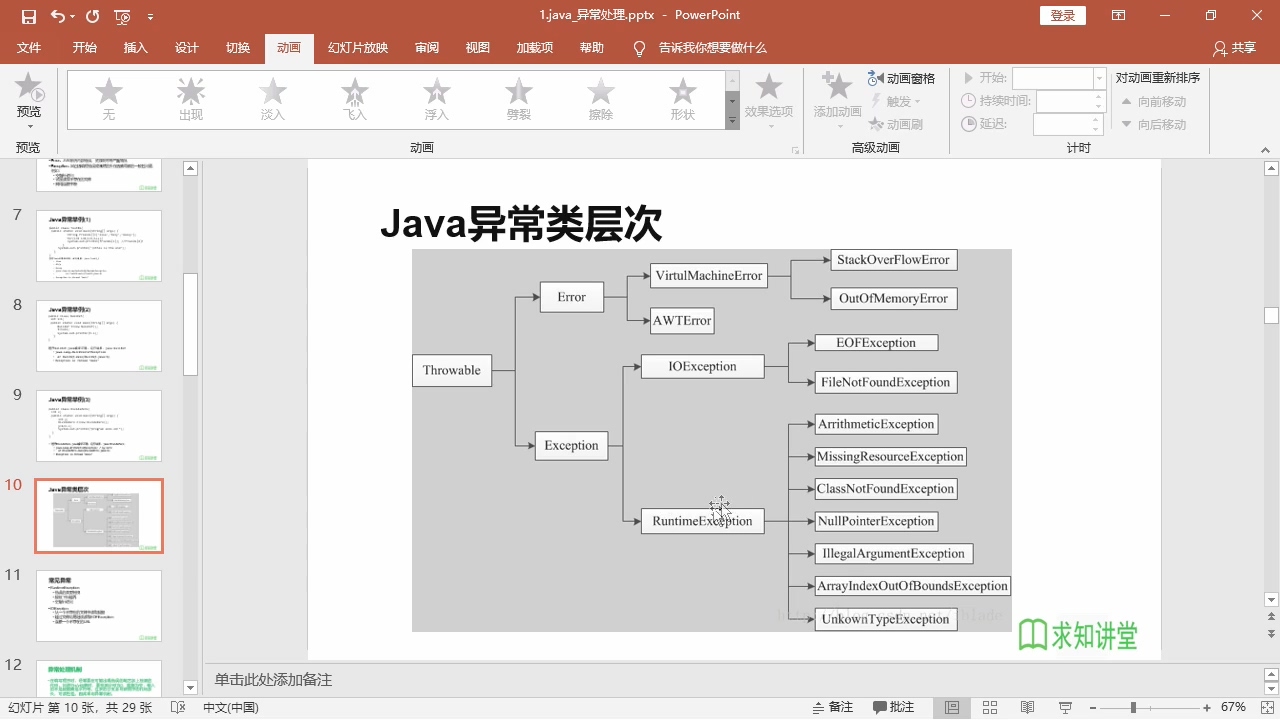 1.java_异常处理.pptx - PowerPoint
登录
文件 开始 插入 设计 切换 动画 幻灯片放映 审阅 视图 加载项 帮助 告诉我你想要做什么 共享
预览 无 出现 淡入 飞入 浮入 劈裂 擦除 形状 效果选项 添加动画
动画窗格
触发
动画刷
开始:
持续时间:
延迟:
对动画重新排序
向前移动
向后移动
预览 动画 高级动画 计时
7
Java异常举例(1)
8
Java异常举例(2)
9
Java异常举例(3)
10
Java异常类层次
11
常见异常
12
异常处理机制
Java异常类层次
Throwable
Error
VirtulMachineError
StackOverFlowError
OutOfMemoryError
AWTError
Exception
IOException
EOFException
FileNotFoundException
RuntimeException
ArrithmeticException
MissingResourceException
ClassNotFoundException
NullPointerException
IllegalArgumentException
ArrayIndexOutOfBoundsException
UnkownTypeException
求知讲堂
单击此处添加备注
幻灯片 第 10 张，共 29 张 中文(中国) 备注 批注 67%